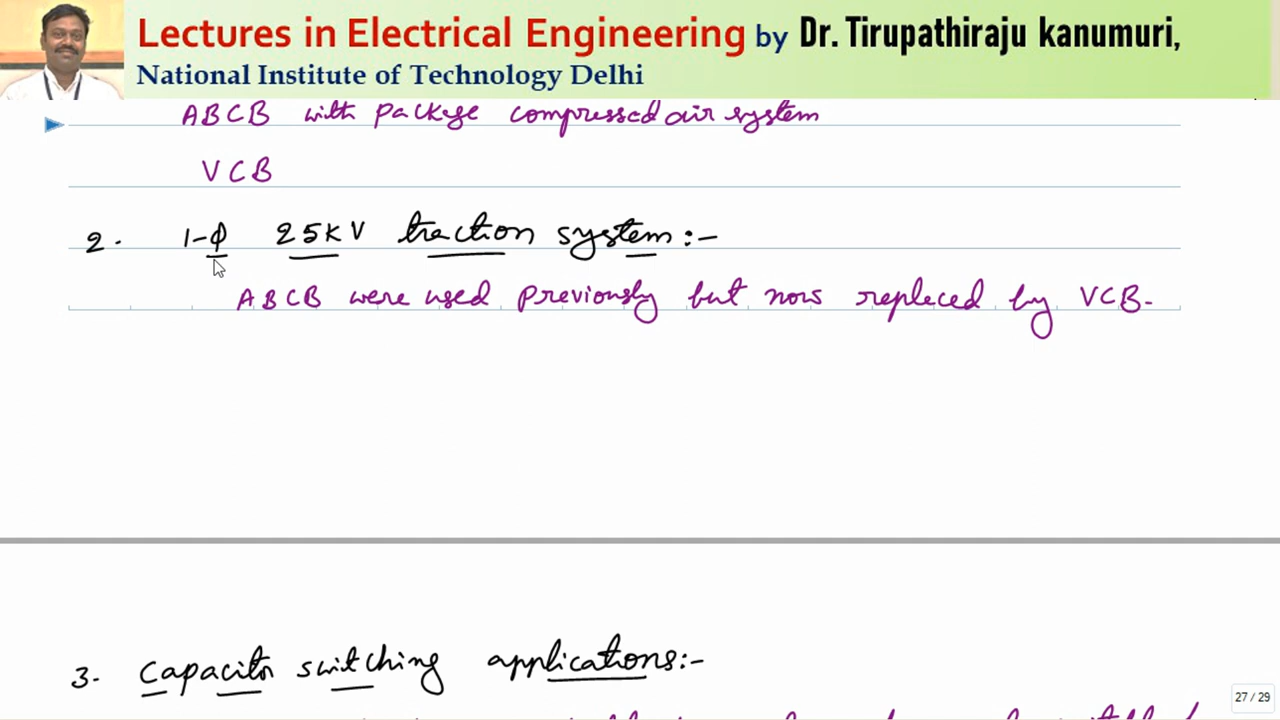 Lectures in Electrical Engineering by Dr. Tirupathiraju kanumuri,
National Institute of Technology Delhi
ABCB with package compressed air system
VCB
2. 1-ϕ 25kV traction system:-
ABCB were used previously but now replaced by VCB.
3. Capacitor switching applications:-
27 / 29